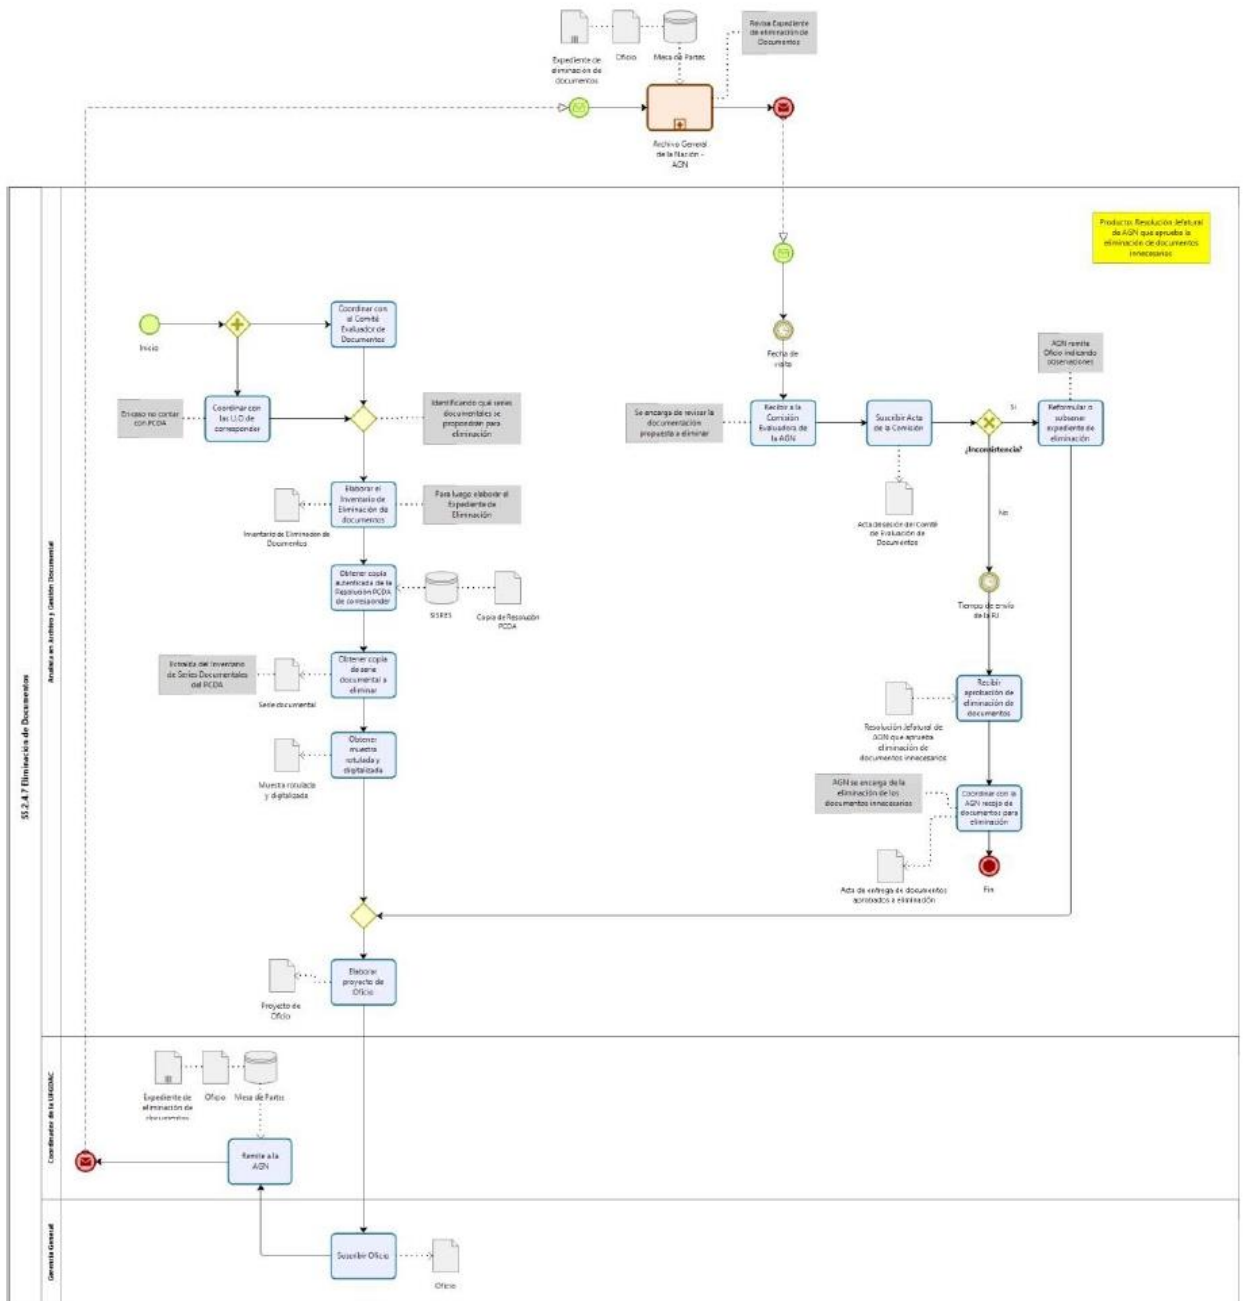 Expediente de
eliminación de
documentos
Oficio
Mesa de Partes
Revisa Expediente
de eliminación de
Documentos
Archivo General
de la Nación -
AGN
S5.2.4.7 Eliminación de Documentos
Analista en Archivo y Gestión Documental
Producto: Resolución Jefatural
de AGN que aprueba la
eliminación de documentos
innecesarios
Inicio
Coordinar con
el Comité
Evaluador de
Documentos
En caso no contar
con PCDA
Coordinar con
las U.O de
corresponder
Identificando qué series
documentales se
propondrán para
eliminación
Elaborar el
Inventario de
Eliminación de
documentos
Para luego elaborar el
Expediente de
Eliminación
Inventario de Eliminación de
Documentos
Obtener copia
autenticada de la
Resolución PCDA
de corresponder
SISRES
Copia de Resolución
PCDA
Extraída del Inventario
de Series Documentales
del PCDA
Serie documental
Obtener copia
de serie
documental a
eliminar
Obtener
muestra
rotulada y
digitalizada
Muesta rotulada
y digitalizada
Fecha de
visita
Se encarga de revisar la
documentación
propuesta a eliminar
Recibir a la
Comisión
Evaluadora de
la AGN
Suscribir Acta
de la Comisión
Acta de sesión del Comité
de Evaluación de
Documentos
¿Inconsistencia?
Si
AGN remite
Oficio indicando
observaciones
Reformular o
subsanar
expediente de
eliminación
No
Tiempo de envío
de la RJ
Recibir
aprobación de
eliminación de
documentos
Resolución Jefatural de
AGN que aprueba
eliminación de
documentos innecesarios
AGN se encarga de la
eliminación de los
documentos innecesarios
Coordinar con la
AGN recojo de
documentos para
eliminación
Acta de entrega de documentos
aprobados a eliminación
Fin
Elaborar
proyecto de
Oficio
Proyecto de
Oficio
Coordinador de la UFGDAC
Expediente de
eliminación de
documentos
Oficio
Mesa de Partes
Remite a la
AGN
Gerencia General
Suscribir Oficio
Oficio